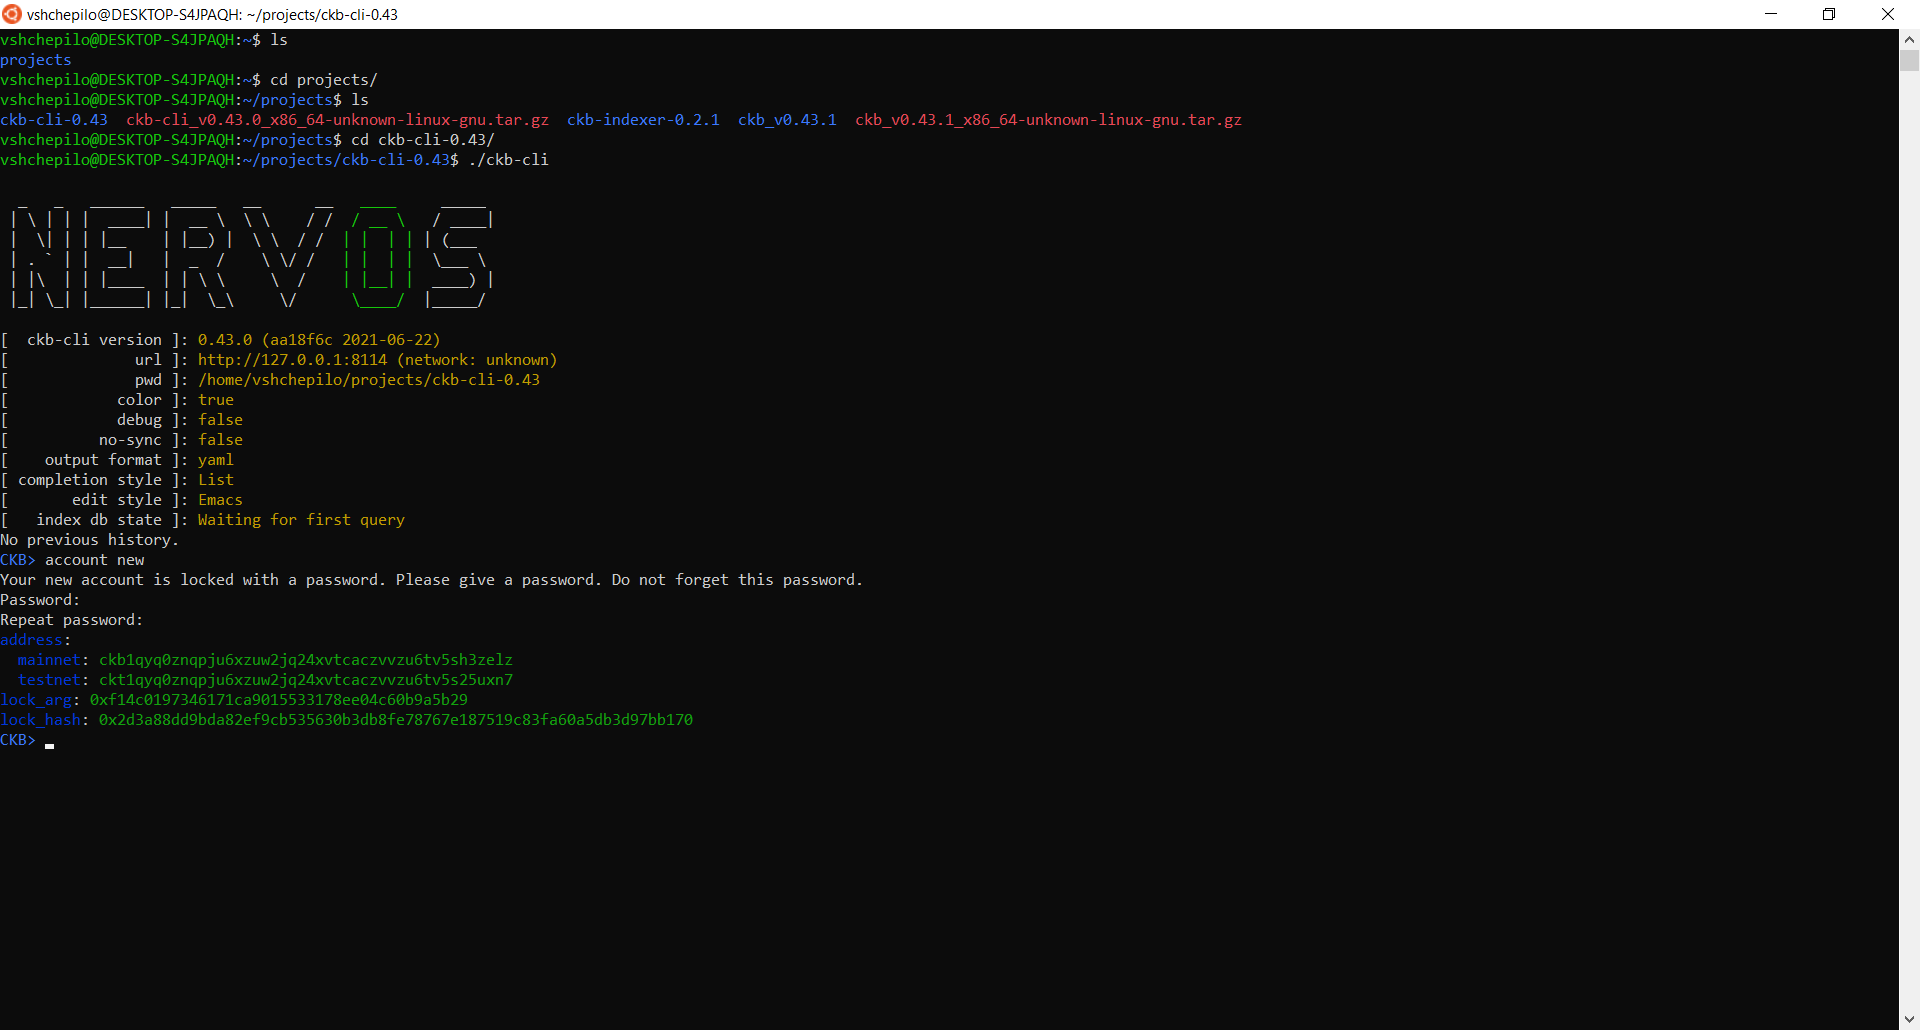 vshchepilo@DESKTOP-S4JPAQH: ~/projects/ckb-cli-0.43
vshchepilo@DESKTOP-S4JPAQH:~$ ls
projects
vshchepilo@DESKTOP-S4JPAQH:~$ cd projects/
vshchepilo@DESKTOP-S4JPAQH:~/projects$ ls
ckb-cli-0.43  ckb-cli_v0.43.0_x86_64-unknown-linux-gnu.tar.gz  ckb-indexer-0.2.1  ckb_v0.43.1  ckb_v0.43.1_x86_64-unknown-linux-gnu.tar.gz
vshchepilo@DESKTOP-S4JPAQH:~/projects$ cd ckb-cli-0.43/
vshchepilo@DESKTOP-S4JPAQH:~/projects/ckb-cli-0.43$ ./ckb-cli
NERVOS
[  ckb-cli version ]: 0.43.0 (aa18f6c 2021-06-22)
[              url ]: http://127.0.0.1:8114 (network: unknown)
[              pwd ]: /home/vshchepilo/projects/ckb-cli-0.43
[            color ]: true
[            debug ]: false
[          no-sync ]: false
[    output format ]: yaml
[ completion style ]: List
[       edit style ]: Emacs
[   index db state ]: Waiting for first query
No previous history.
CKB> account new
Your new account is locked with a password. Please give a password. Do not forget this password.
Password:
Repeat password:
address:
  mainnet: ckb1qyq0znqpju6xzuw2jq24xvtcaczvvzu6tv5sh3zelz
  testnet: ckt1qyq0znqpju6xzuw2jq24xvtcaczvvzu6tv5s25uxn7
lock_arg: 0xf14c0197346171ca9015533178ee04c60b9a5b29
lock_hash: 0x2d3a88dd9bda82ef9cb535630b3db8fe78767e187519c83fa60a5db3d97bb170
CKB>